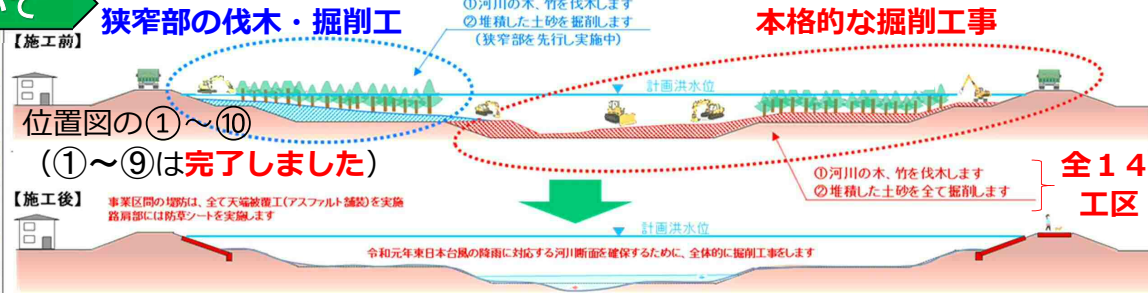 いて
狭窄部の伐木・掘削工
①河川の木、竹を伐木します
②堆積した土砂を掘削します
(狭窄部を先行し実施中)
本格的な掘削工事
【施工前】
計画洪水位
位置図の①～⑩
(①～⑨は完了しました)
①河川の木、竹を伐木します
②堆積した土砂を全て掘削します
全１４
工区
【施工後】
事業区間の堤防は、全て天端被覆工(アスファルト舗装)を実施
路肩部には防草シートを実施します
計画洪水位
令和元年東日本台風の降雨に対応する河川断面を確保するために、全体的に掘削工事をします